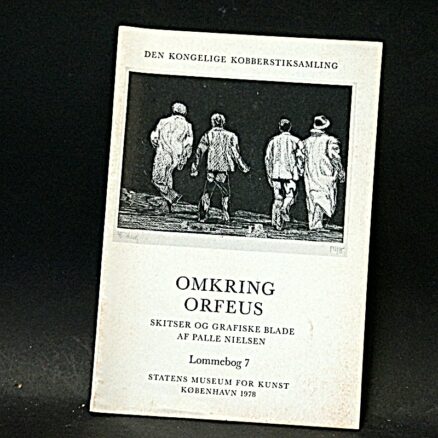 DEN KONGELIGE KOBBERSTIKSAMLING
OMKRING
ORFEUS
SKITSER OG GRAFISKE BLADE
AF PALLE NIELSEN
Lommebog 7
STATENS MUSEUM FOR KUNST
KØBENHAVN 1978